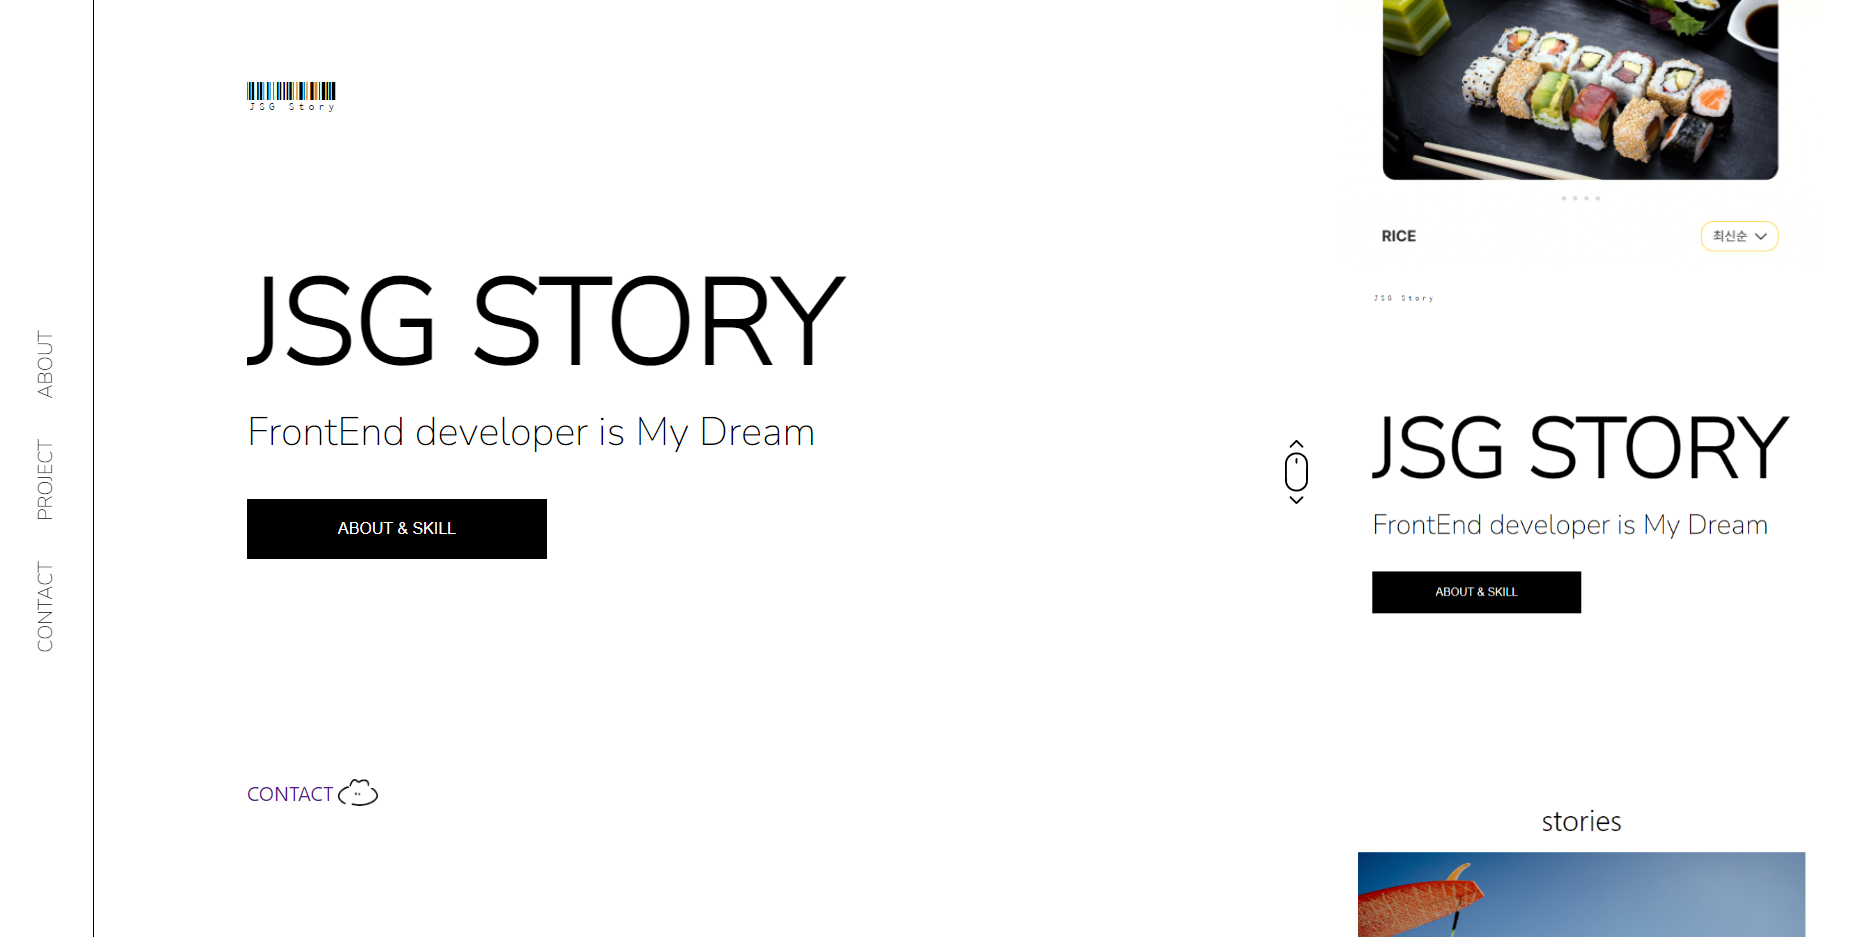 ABOUT
PROJECT
CONTACT
JSG Story
JSG STORY
FrontEnd developer is My Dream
ABOUT & SKILL
CONTACT
RICE
최신순
JSG Story
JSG STORY
FrontEnd developer is My Dream
ABOUT & SKILL
stories